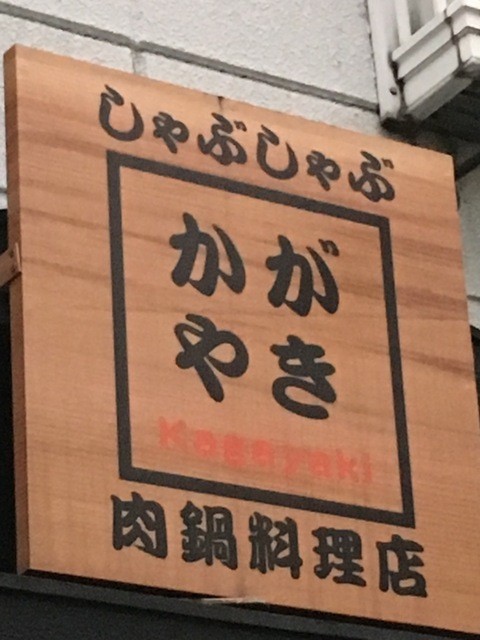 しゃぶしゃぶ
かが
やき
Kagayaki
肉鍋料理店